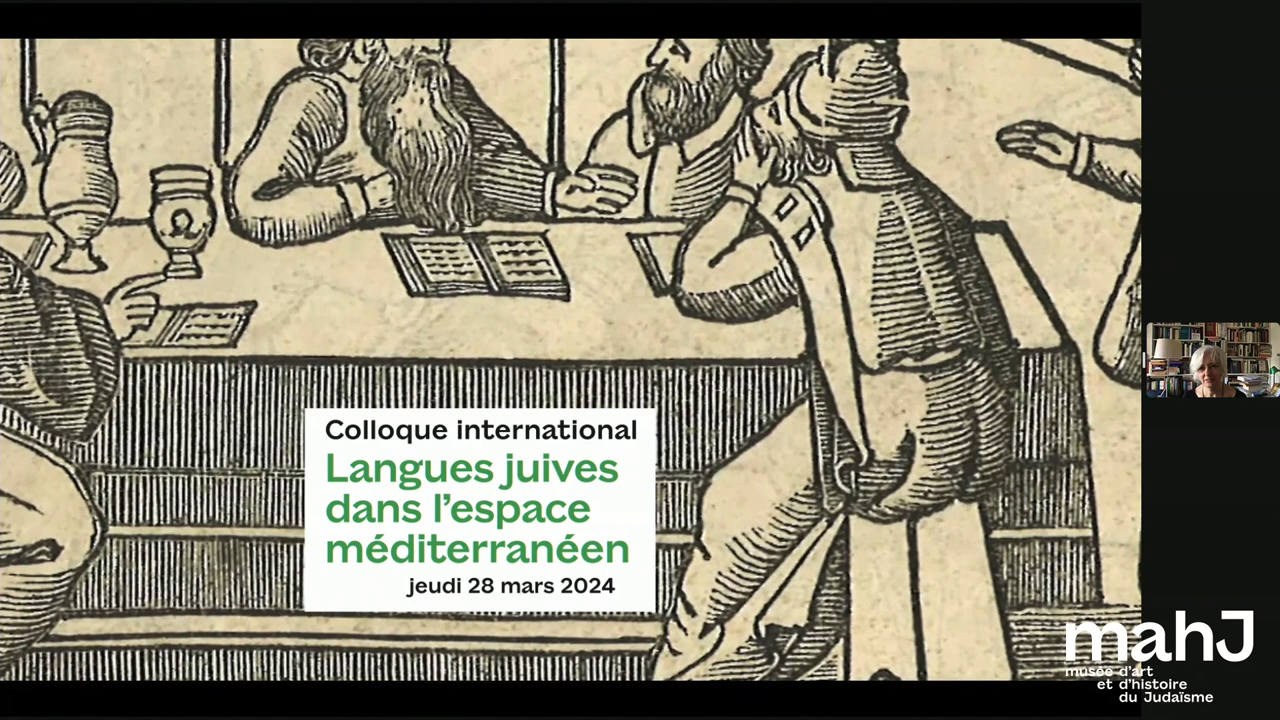 Colloque international
Langues juives
dans l'espace
méditerranéen
jeudi 28 mars 2024
mahJ
musée d'art
et d'histoire
du Judaïsme